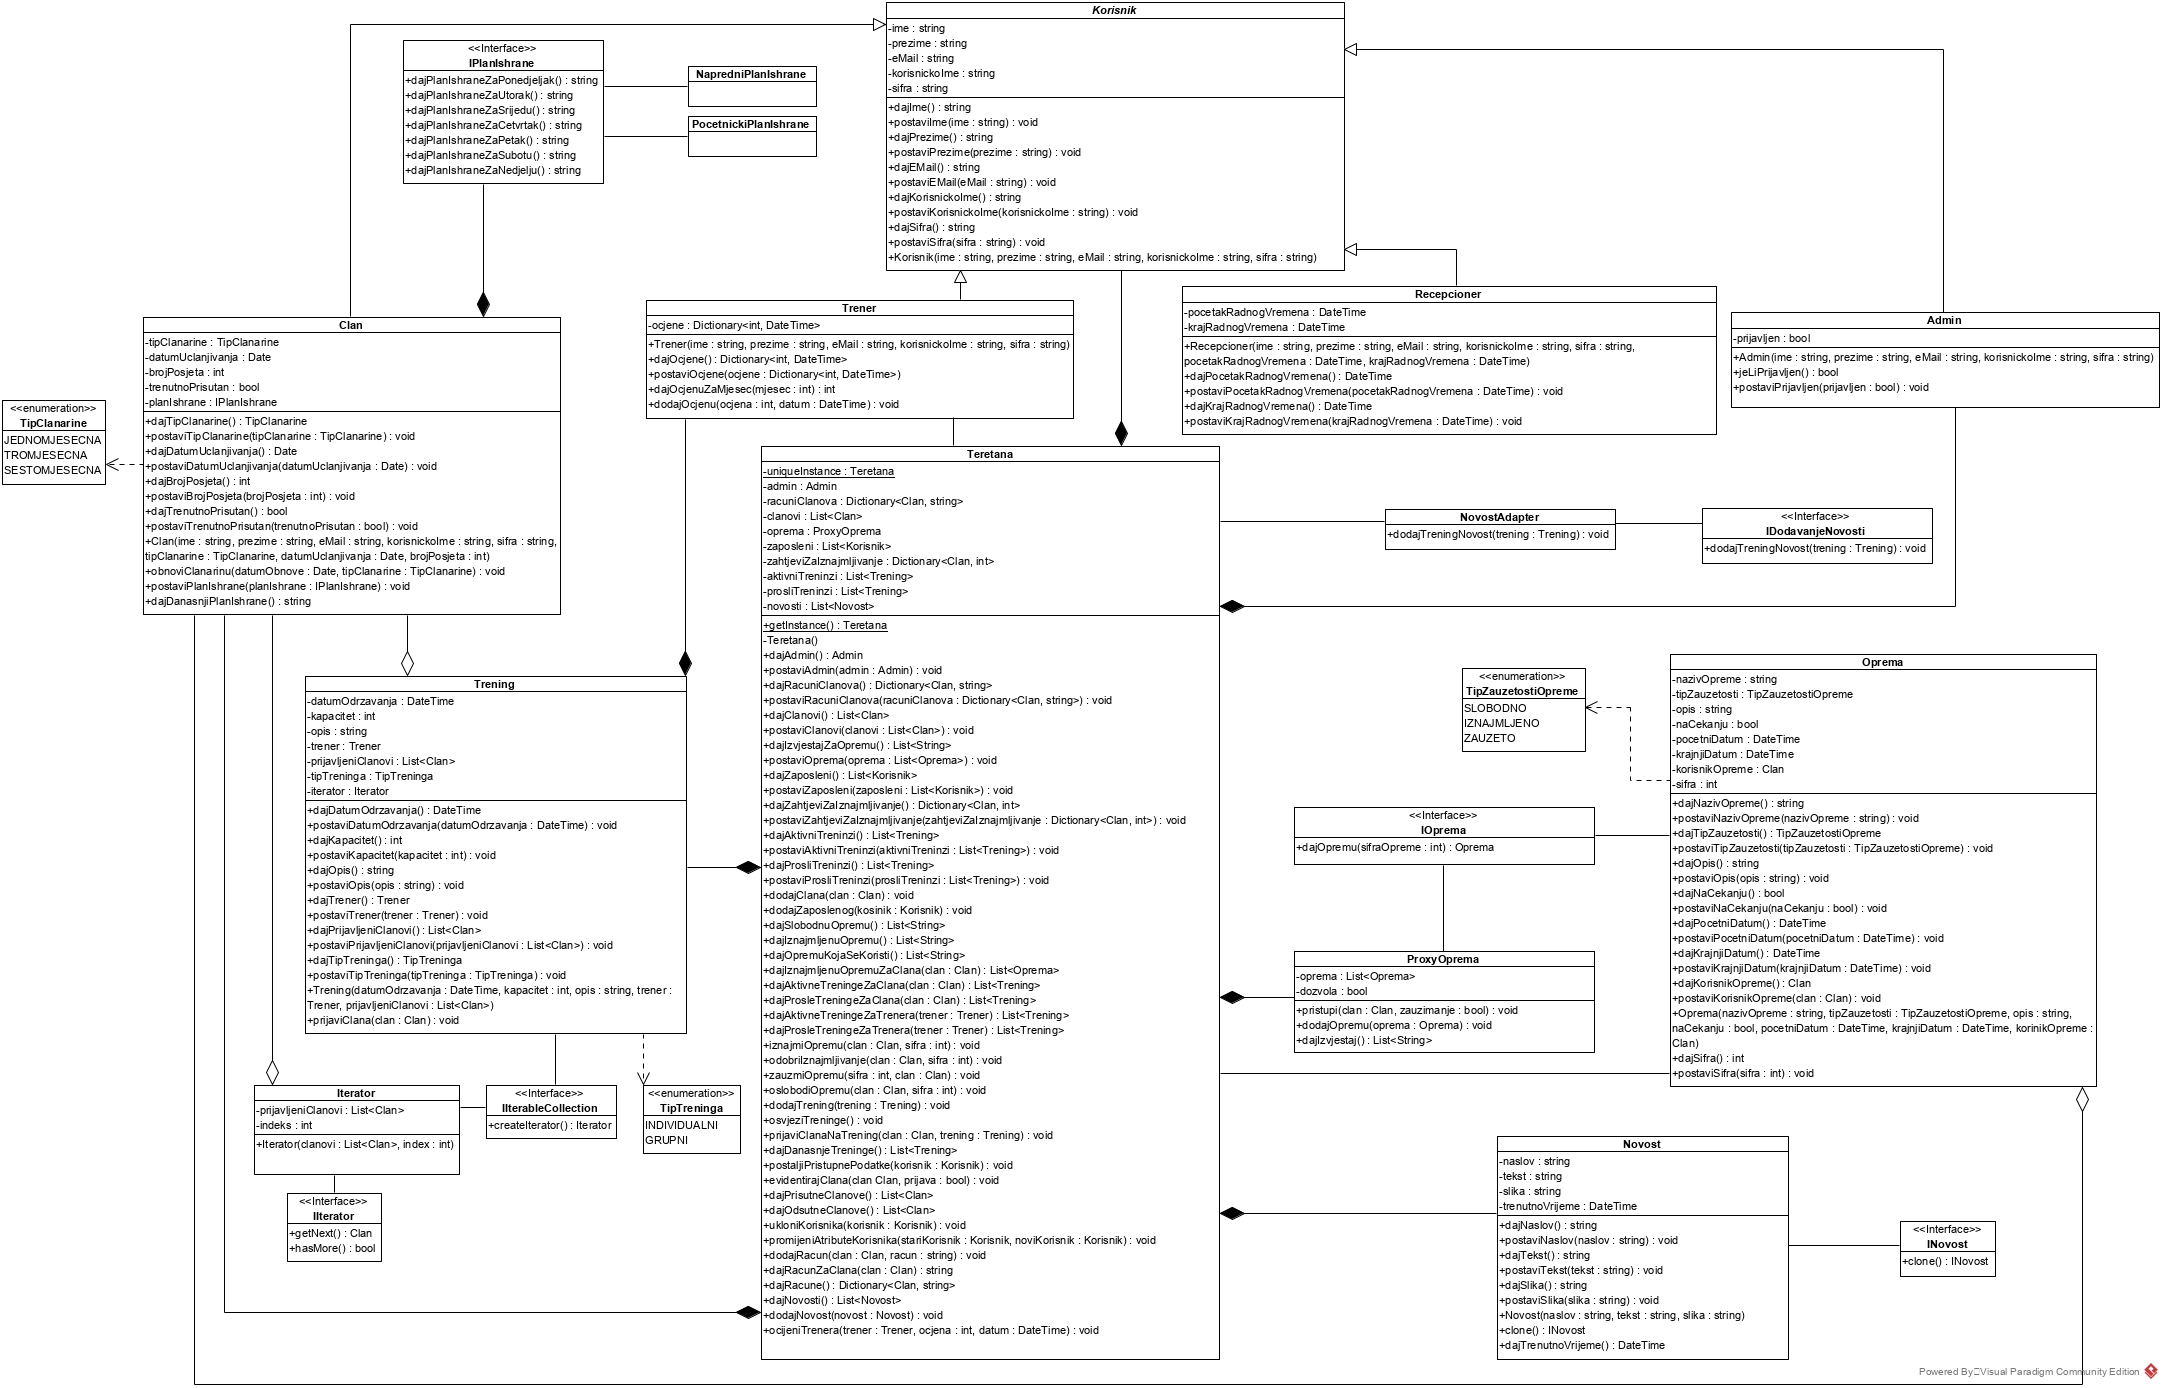 Korisnik
-ime : string
-prezime : string
-eMail : string
-korisnickoIme : string
-sifra : string
+dajIme() : string
+postaviIme(ime : string) : void
+dajPrezime() : string
+postaviPrezime(prezime : string) : void
+dajEMail() : string
+postaviEMail(eMail : string) : void
+dajKorisnickoIme() : string
+postaviKorisnickoIme(korisnickoIme : string) : void
+dajSifra() : string
+postaviSifra(sifra : string) : void
+Korisnik(ime : string, prezime : string, eMail : string, korisnickoIme : string, sifra : string)
<<Interface>>
IPlanIshrane
+dajPlanIshraneZaPonedjeljak() : string
+dajPlanIshraneZaUtorak() : string
+dajPlanIshraneZaSrijedu() : string
+dajPlanIshraneZaCetvrtak() : string
+dajPlanIshraneZaPetak() : string
+dajPlanIshraneZaSubotu() : string
+dajPlanIshraneZaNedjelju() : string
NapredniPlanIshrane
PocetnickiPlanIshrane
Clan
-tipClanarine : TipClanarine
-datumUclanjivanja : Date
-brojPosjeta : int
-trenutnoPrisutan : bool
-planIshrane : IPlanIshrane
+dajTipClanarine() : TipClanarine
+postaviTipClanarine(tipClanarine : TipClanarine) : void
+dajDatumUclanjivanja() : Date
+postaviDatumUclanjivanja(datumUclanjivanja : Date) : void
+dajBrojPosjeta() : int
+postaviBrojPosjeta(brojPosjeta : int) : void
+dajTrenutnoPrisutan() : bool
+postaviTrenutnoPrisutan(trenutnoPrisutan : bool) : void
+Clan(ime : string, prezime : string, eMail : string, korisnickoIme : string, sifra : string,
tipClanarine : TipClanarine, datumUclanjivanja : Date, brojPosjeta : int)
+obnoviClanarinu(datumObnove : Date, tipClanarine : TipClanarine) : void
+postaviPlanIshrane(planIshrane : IPlanIshrane) : void
+dajDanasnjiPlanIshrane() : string
<<enumeration>>
TipClanarine
JEDNOMJESECNA
TROMJESECNA
SESTOMJESECNA
Trener
-ocjene : Dictionary<int, DateTime>
+Trener(ime : string, prezime : string, eMail : string, korisnickoIme : string, sifra : string)
+dajOcjene() : Dictionary<int, DateTime>
+postaviOcjene(ocjene : Dictionary<int, DateTime>)
+dajOcjenuZaMjesec(mjesec : int) : int
+dodajOcjenu(ocjena : int, datum : DateTime) : void
Recepcioner
-pocetakRadnogVremena : DateTime
-krajRadnogVremena : DateTime
+Recepcioner(ime : string, prezime : string, eMail : string, korisnickoIme : string, sifra : string,
pocetakRadnogVremena : DateTime, krajRadnogVremena : DateTime)
+dajPocetakRadnogVremena() : DateTime
+postaviPocetakRadnogVremena(pocetakRadnogVremena : DateTime) : void
+dajKrajRadnogVremena() : DateTime
+postaviKrajRadnogVremena(krajRadnogVremena : DateTime) : void
Admin
-prijavljen : bool
+Admin(ime : string, prezime : string, eMail : string, korisnickoIme : string, sifra : string)
+jeLiPrijavljen() : bool
+postaviPrijavljen(prijavljen : bool) : void
Teretana
-uniqueInstance : Teretana
-admin : Admin
-racuniClanova : Dictionary<Clan, string>
-clanovi : List<Clan>
-oprema : ProxyOprema
-zaposleni : List<Korisnik>
-zahtjeviZaIznajmljivanje : Dictionary<Clan, int>
-aktivniTreninzi : List<Trening>
-prosliTreninzi : List<Trening>
-novosti : List<Novost>
+getInstance() : Teretana
-Teretana()
+dajAdmin() : Admin
+postaviAdmin(admin : Admin) : void
+dajRacuniClanova() : Dictionary<Clan, string>
+postaviRacuniClanova(racuniClanova : Dictionary<Clan, string>) : void
+dajClanovi() : List<Clan>
+postaviClanovi(clanovi : List<Clan>) : void
+dajIzvjestajZaOpremu() : List<String>
+postaviOprema(oprema : List<Oprema>) : void
+dajZaposleni() : List<Korisnik>
+postaviZaposleni(zaposleni : List<Korisnik>) : void
+dajZahtjeviZaIznajmljivanje() : Dictionary<Clan, int>
+postaviZahtjeviZaIznajmljivanje(zahtjeviZaIznajmljivanje : Dictionary<Clan, int>) : void
+dajAktivniTreninzi() : List<Trening>
+postaviAktivniTreninzi(aktivniTreninzi : List<Trening>) : void
+dajProsliTreninzi() : List<Trening>
+postaviProsliTreninzi(prosliTreninzi : List<Trening>) : void
+dodajClana(clan : Clan) : void
+dodajZaposlenog(kosinik : Korisnik) : void
+dajSlobodnuOpremu() : List<String>
+dajIznajmljenuOpremu() : List<String>
+dajOpremuKojaSeKoristi() : List<String>
+dajIznajmljenuOpremuZaClana(clan : Clan) : List<Oprema>
+dajAktivneTreningeZaClana(clan : Clan) : List<Trening>
+dajProsleTreningeZaClana(clan : Clan) : List<Trening>
+dajAktivneTreningeZaTrenera(trener : Trener) : List<Trening>
+dajProsleTreningeZaTrenera(trener : Trener) : List<Trening>
+iznajmiOpremu(clan : Clan, sifra : int) : void
+odobriIznajmljivanje(clan : Clan, sifra : int) : void
+zauzmiOpremu(sifra : int, clan : Clan) : void
+oslobodiOpremu(clan : Clan, sifra : int) : void
+dodajTrening(trening : Trening) : void
+osvjeziTreninge() : void
+prijaviClanaNaTrening(clan : Clan, trening : Trening) : void
+dajDanasnjeTreninge() : List<Trening>
+postaljiPristupnePodatke(korisnik : Korisnik) : void
+evidentirajClana(clan Clan, prijava : bool) : void
+dajPrisutneClanove() : List<Clan>
+dajOdsutneClanove() : List<Clan>
+ukloniKorisnika(korisnik : Korisnik) : void
+promijeniAtributeKorisnika(stariKorisnik : Korisnik, noviKorisnik : Korisnik) : void
+dodajRacun(clan : Clan, racun : string) : void
+dajRacunZaClana(clan : Clan) : string
+dajRacune() : Dictionary<Clan, string>
+dajNovosti() : List<Novost>
+dodajNovost(novost : Novost) : void
+ocijeniTrenera(trener : Trener, ocjena : int, datum : DateTime) : void
NovostAdapter
+dodajTreningNovost(trening : Trening) : void
<<Interface>>
IDodavanjeNovosti
+dodajTreningNovost(trening : Trening) : void
Trening
-datumOdrzavanja : DateTime
-kapacitet : int
-opis : string
-trener : Trener
-prijavljeniClanovi : List<Clan>
-tipTreninga : TipTreninga
-iterator : Iterator
+dajDatumOdrzavanja() : DateTime
+postaviDatumOdrzavanja(datumOdrzavanja : DateTime) : void
+dajKapacitet() : int
+postaviKapacitet(kapacitet : int) : void
+dajOpis() : string
+postaviOpis(opis : string) : void
+dajTrener() : Trener
+postaviTrener(trener : Trener) : void
+dajPrijavljeniClanovi() : List<Clan>
+postaviPrijavljeniClanovi(prijavljeniClanovi : List<Clan>) : void
+dajTipTreninga() : TipTreninga
+postaviTipTreninga(tipTreninga : TipTreninga) : void
+Trening(datumOdrzavanja : DateTime, kapacitet : int, opis : string, trener :
Trener, prijavljeniClanovi : List<Clan>)
+prijaviClana(clan : Clan) : void
<<enumeration>>
TipZauzetostiOpreme
SLOBODNO
IZNAJMLJENO
ZAUZETO
Oprema
-nazivOpreme : string
-tipZauzetosti : TipZauzetostiOpreme
-opis : string
-naCekanju : bool
-pocetniDatum : DateTime
-krajnjiDatum : DateTime
-korisnikOpreme : Clan
-sifra : int
+dajNazivOpreme() : string
+postaviNazivOpreme(nazivOpreme : string) : void
+dajTipZauzetosti() : TipZauzetostiOpreme
+postaviTipZauzetosti(tipZauzetosti : TipZauzetostiOpreme) : void
+dajOpis() : string
+postaviOpis(opis : string) : void
+dajNaCekanju() : bool
+postaviNaCekanju(naCekanju : bool) : void
+dajPocetniDatum() : DateTime
+postaviPocetniDatum(pocetniDatum : DateTime) : void
+dajKrajnjiDatum() : DateTime
+postaviKrajnjiDatum(krajnjiDatum : DateTime) : void
+dajKorisnikOpreme() : Clan
+postaviKorisnikOpreme(clan : Clan) : void
+Oprema(nazivOpreme : string, tipZauzetosti : TipZauzetostiOpreme, opis : string,
naCekanju : bool, pocetniDatum : DateTime, krajnjiDatum : DateTime, korinikOpreme :
Clan)
+dajSifra() : int
+postaviSifra(sifra : int) : void
<<Interface>>
IOprema
+dajOpremu(sifraOpreme : int) : Oprema
ProxyOprema
-oprema : List<Oprema>
-dozvola : bool
+pristupi(clan : Clan, zauzimanje : bool) : void
+dodajOpremu(oprema : Oprema) : void
+dajIzvjestaj() : List<String>
Iterator
-prijavljeniClanovi : List<Clan>
-indeks : int
+Iterator(clanovi : List<Clan>, index : int)
<<Interface>>
IIterableCollection
+createIterator() : Iterator
<<enumeration>>
TipTreninga
INDIVIDUALNI
GRUPNI
<<Interface>>
IIterator
+getNext() : Clan
+hasMore() : bool
Novost
-naslov : string
-tekst : string
-slika : string
-trenutnoVrijeme : DateTime
+dajNaslov() : string
+postaviNaslov(naslov : string) : void
+dajTekst() : string
+postaviTekst(tekst : string) : void
+dajSlika() : string
+postaviSlika(slika : string) : void
+Novost(naslov : string, tekst : string, slika : string)
+clone() : INovost
+dajTrenutnoVrijeme() : DateTime
<<Interface>>
INovost
+clone() : INovost
Powered By Visual Paradigm Community Edition